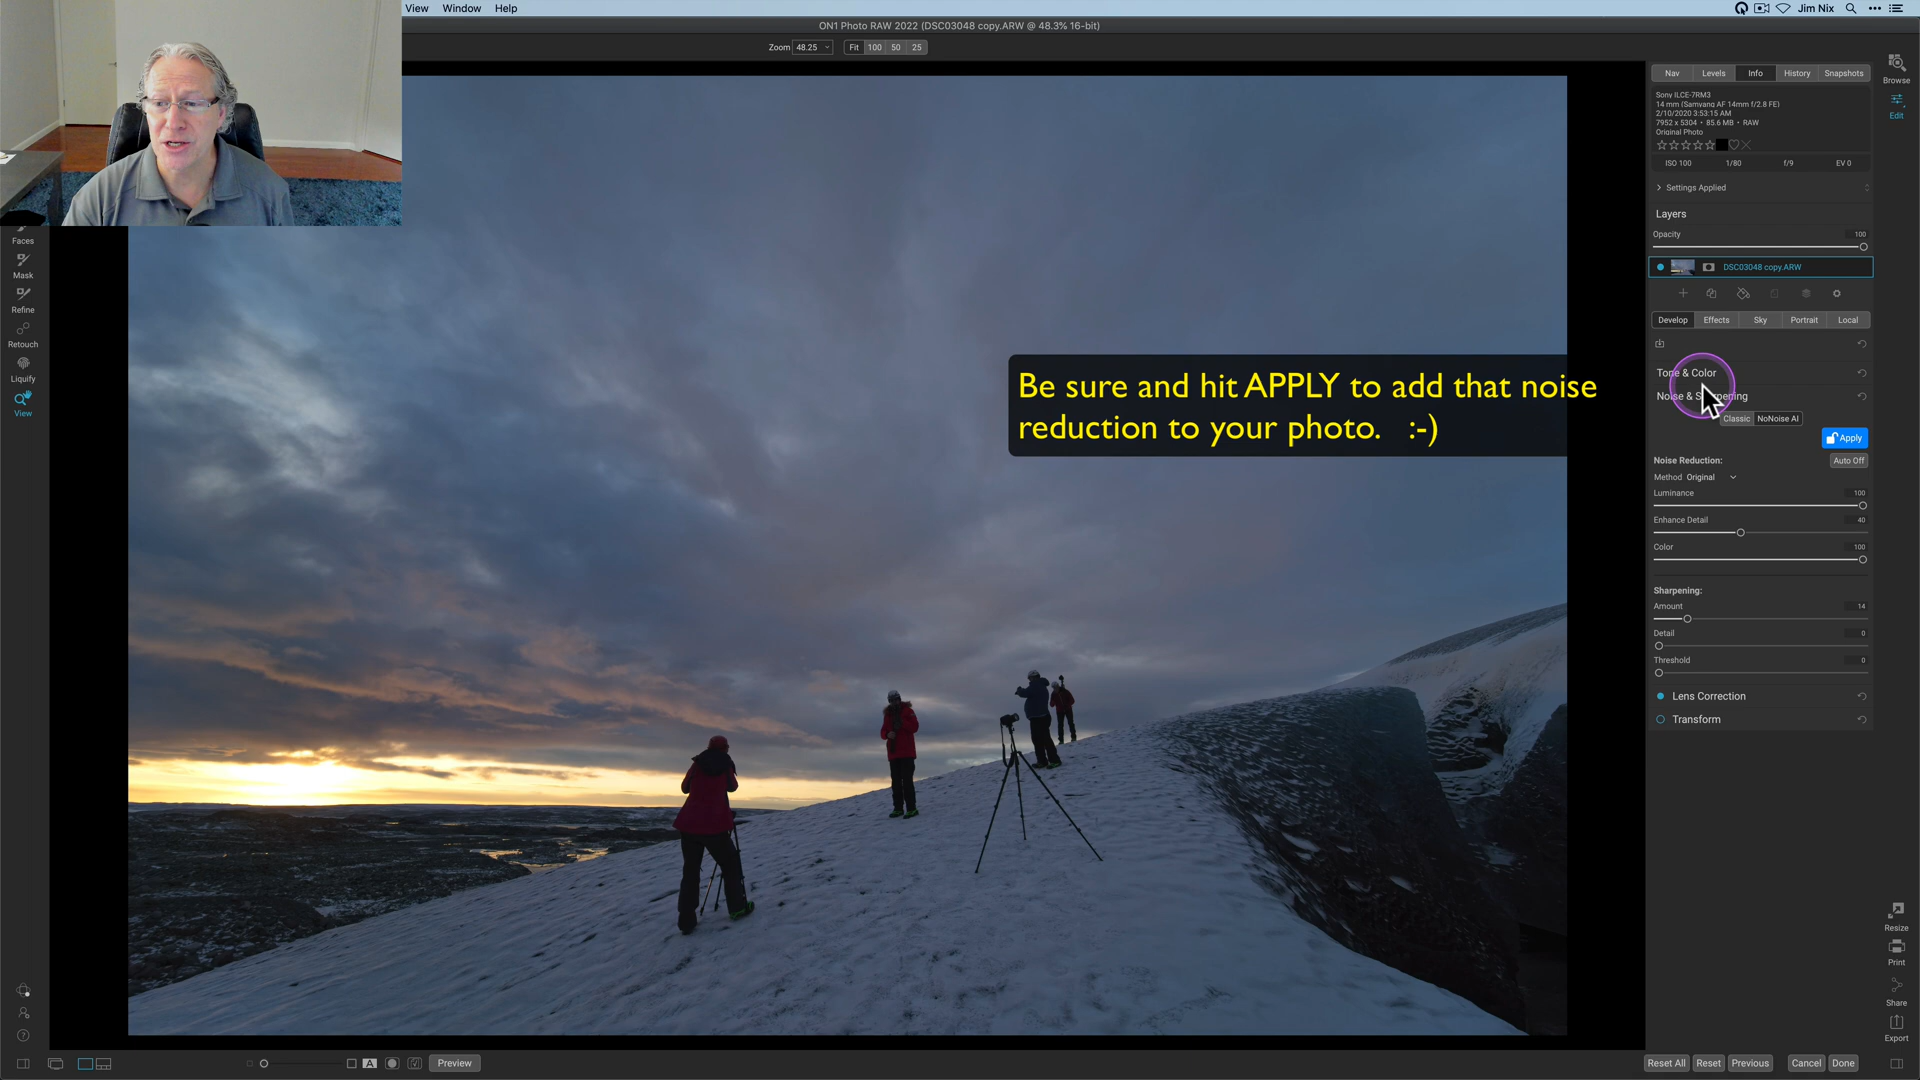 View Window Help
Jim Nix
ON1 Photo RAW 2022 (DSC03048 copy.ARW @ 48.3% 16-bit)
Zoom 48.25 Fit 100 50 25
Nav Levels Info History Snapshots
Browse
Edit
Sony ILCE-7RM3
14 mm (Samyang AF 14mm f/2.8 FE)
2/10/2020 3:53:15 AM
7952 x 5304 • 85.6 MB • RAW
Original Photo
ISO 100 1/80 f/9 EV 0
Settings Applied
Layers
Opacity 100
DSC03048 copy.ARW
Develop Effects Sky Portrait Local
Faces
Mask
Refine
Retouch
Liquify
View
Be sure and hit APPLY to add that noise
reduction to your photo. :-)
Tone & Color
Noise & Sharpening
Classic NoNoise AI
Apply
Noise Reduction: Auto Off
Method Original
Luminance 100
Enhance Detail 40
Color 100
Sharpening:
Amount 14
Detail 0
Threshold 0
Lens Correction
Transform
Resize
Print
Share
Export
A Preview
Reset All Reset Previous Cancel Done